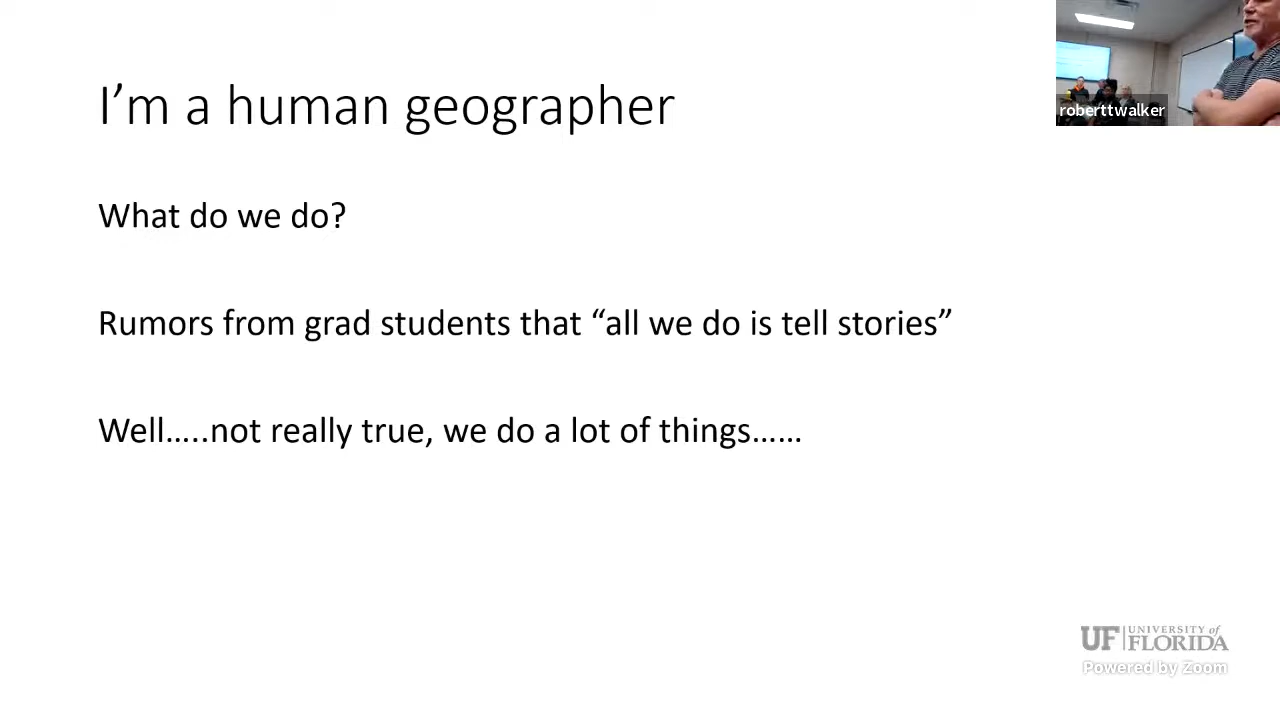 I’m a human geographer
roberttwalker
What do we do?
Rumors from grad students that “all we do is tell stories”
Well…..not really true, we do a lot of things……
UF UNIVERSITY of
FLORIDA
Powered by Zoom